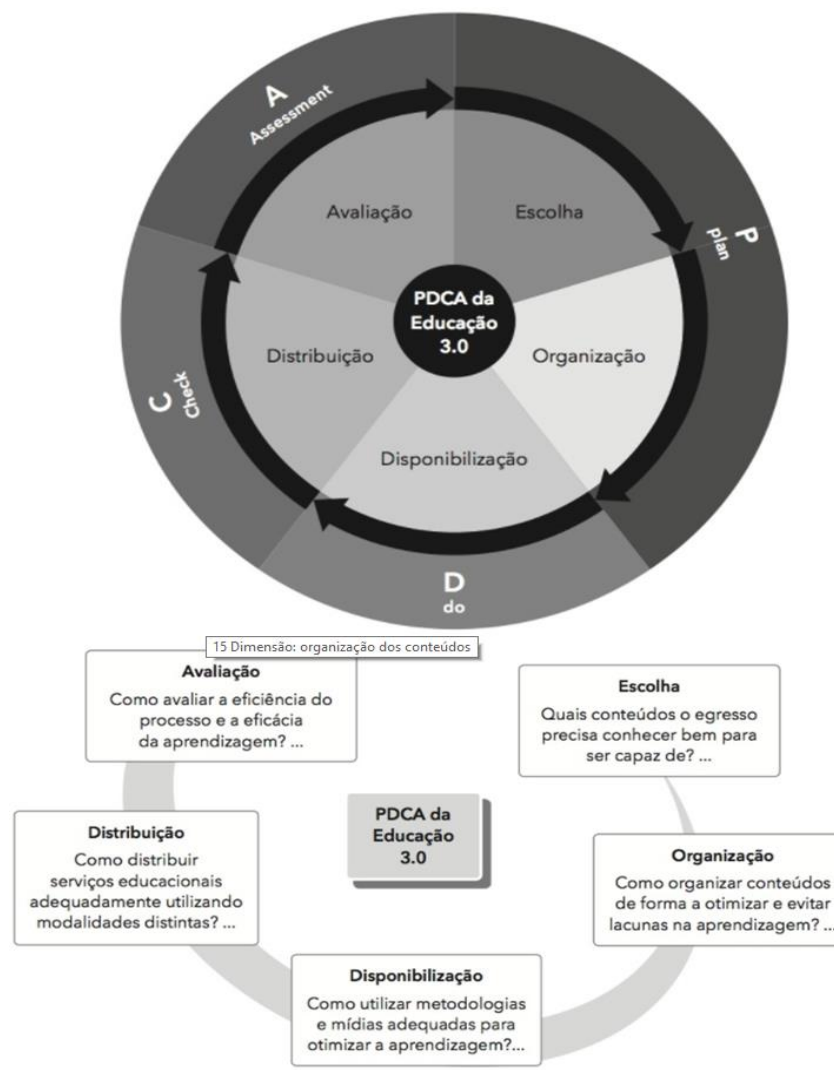 A
Assessment
P
plan
Avaliação
Escolha
PDCA da
Educação
3.0
Distribuição
Organização
C
Check
Disponibilização
D
do
15 Dimensão: organização dos conteúdos
Avaliação
Como avaliar a eficiência do
processo e a eficácia
da aprendizagem? ...
Escolha
Quais conteúdos o egresso
precisa conhecer bem para
ser capaz de? ...
PDCA da
Educação
3.0
Distribuição
Como distribuir
serviços educacionais
adequadamente utilizando
modalidades distintas? ...
Organização
Como organizar conteúdos
de forma a otimizar e evitar
lacunas na aprendizagem? ...
Disponibilização
Como utilizar metodologias
e mídias adequadas para
otimizar a aprendizagem?...